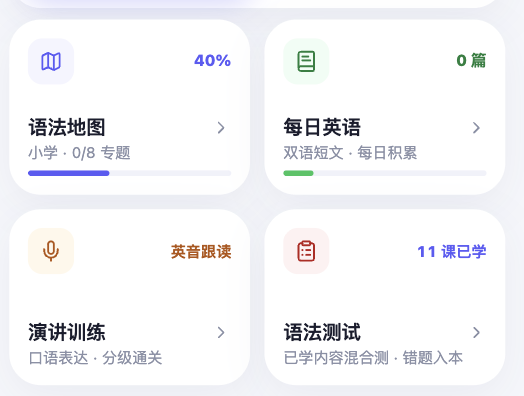 40%
语法地图
小学 · 0/8 专题
0 篇
每日英语
双语短文 · 每日积累
英音跟读
演讲训练
口语表达 · 分级通关
11 课已学
语法测试
已学内容混合测 · 错题入本